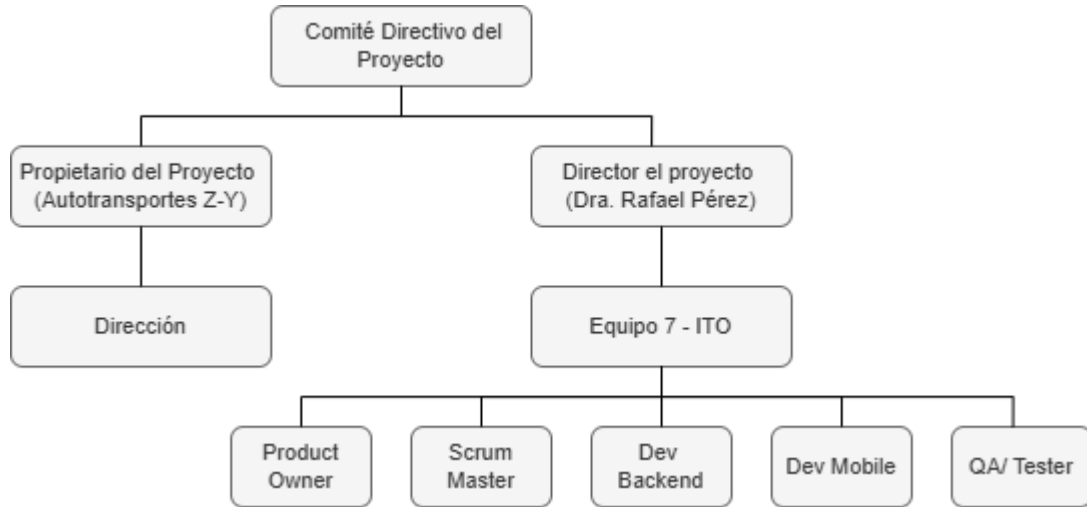 Comité Directivo del
Proyecto
Propietario del Proyecto
(Autotransportes Z-Y)
Director el proyecto
(Dra. Rafael Pérez)
Dirección
Equipo 7 - ITO
Product
Owner
Scrum
Master
Dev
Backend
Dev Mobile
QA/ Tester